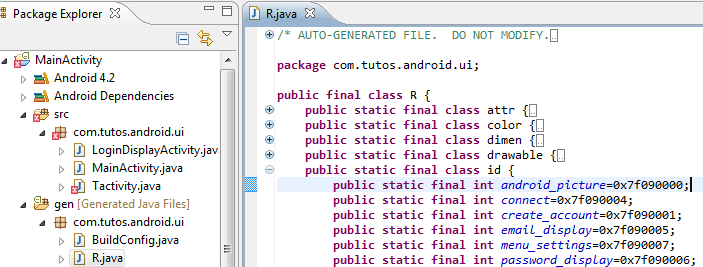 Package Explorer
MainActivity
Android 4.2
Android Dependencies
src
com.tutos.android.ui
LoginDisplayActivity.java
MainActivity.java
Tactivity.java
gen [Generated Java Files]
com.tutos.android.ui
BuildConfig.java
R.java
R.java
/* AUTO-GENERATED FILE.  DO NOT MODIFY.
package com.tutos.android.ui;
public final class R {
public static final class attr {
public static final class color {
public static final class dimen {
public static final class drawable {
public static final class id {
public static final int android_picture=0x7f090000;
public static final int connect=0x7f090004;
public static final int create_account=0x7f090001;
public static final int email_display=0x7f090005;
public static final int menu_settings=0x7f090007;
public static final int password_display=0x7f090006;